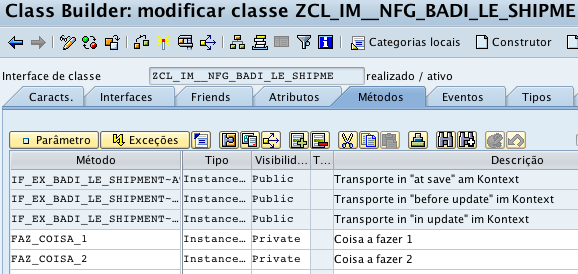 Class Builder: modificar classe ZCL_IM__NFG_BADI_LE_SHIPME
Categorias locais Construtor
Interface de classe ZCL_IM__NFG_BADI_LE_SHIPME realizado / ativo
Caracts. Interfaces Friends Atributos Métodos Eventos Tipos
Parâmetro Exceções
Método Tipo Visibilid... T... Descrição
IF_EX_BADI_LE_SHIPMENT~A Instance... Public Transporte in "at save" am Kontext
IF_EX_BADI_LE_SHIPMENT~... Instance... Public Transporte in "before update" im Kontext
IF_EX_BADI_LE_SHIPMENT~... Instance... Public Transporte in "in update" im Kontext
FAZ_COISA_1 Instance... Private Coisa a fazer 1
FAZ_COISA_2 Instance... Private Coisa a fazer 2